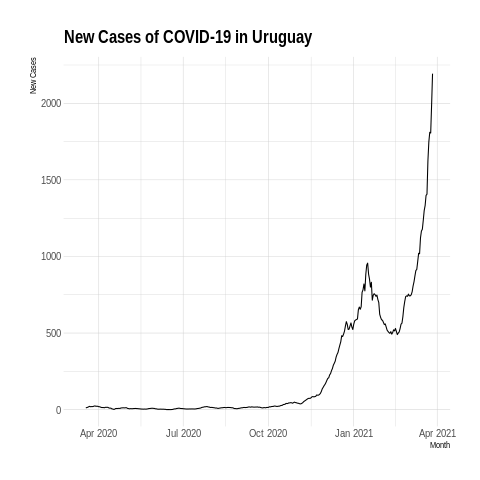 New Cases of COVID-19 in Uruguay
New Cases
2000
1500
1000
500
0
Apr 2020 Jul 2020 Oct 2020 Jan 2021 Apr 2021
Month